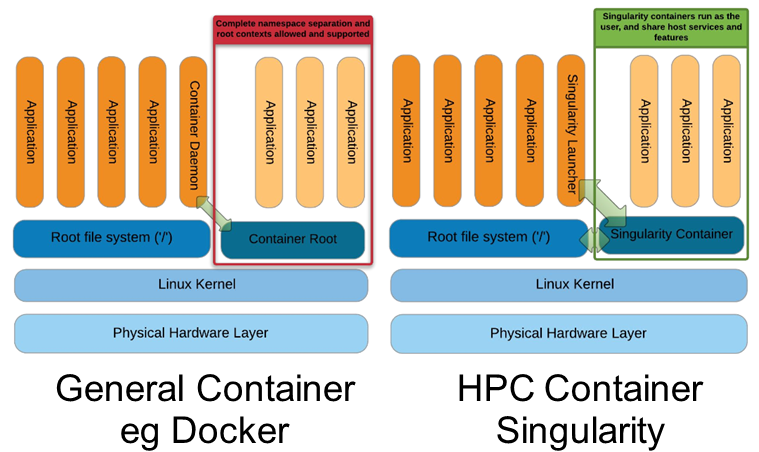 Complete namespace separation and
root contexts allowed and supported
Application
Application
Application
Application
Container Daemon
Application
Application
Application
Root file system ('/')
Container Root
Linux Kernel
Physical Hardware Layer
General Container
eg Docker
Singularity containers run as the
user, and share host services and
features
Application
Application
Application
Application
Singularity Launcher
Application
Application
Application
Root file system ('/')
Singularity Container
Linux Kernel
Physical Hardware Layer
HPC Container
Singularity